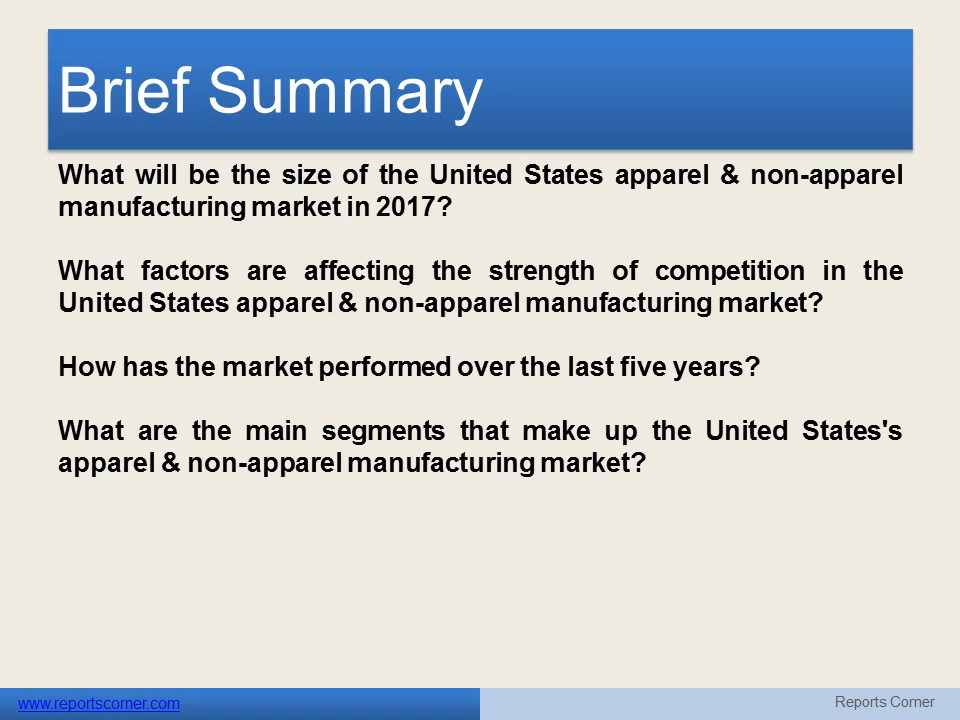 Brief Summary
What will be the size of the United States apparel & non-apparel
manufacturing market in 2017?
What factors are affecting the strength of competition in the
United States apparel & non-apparel manufacturing market?
How has the market performed over the last five years?
What are the main segments that make up the United States's
apparel & non-apparel manufacturing market?
www.reportscorner.com
Reports Corner